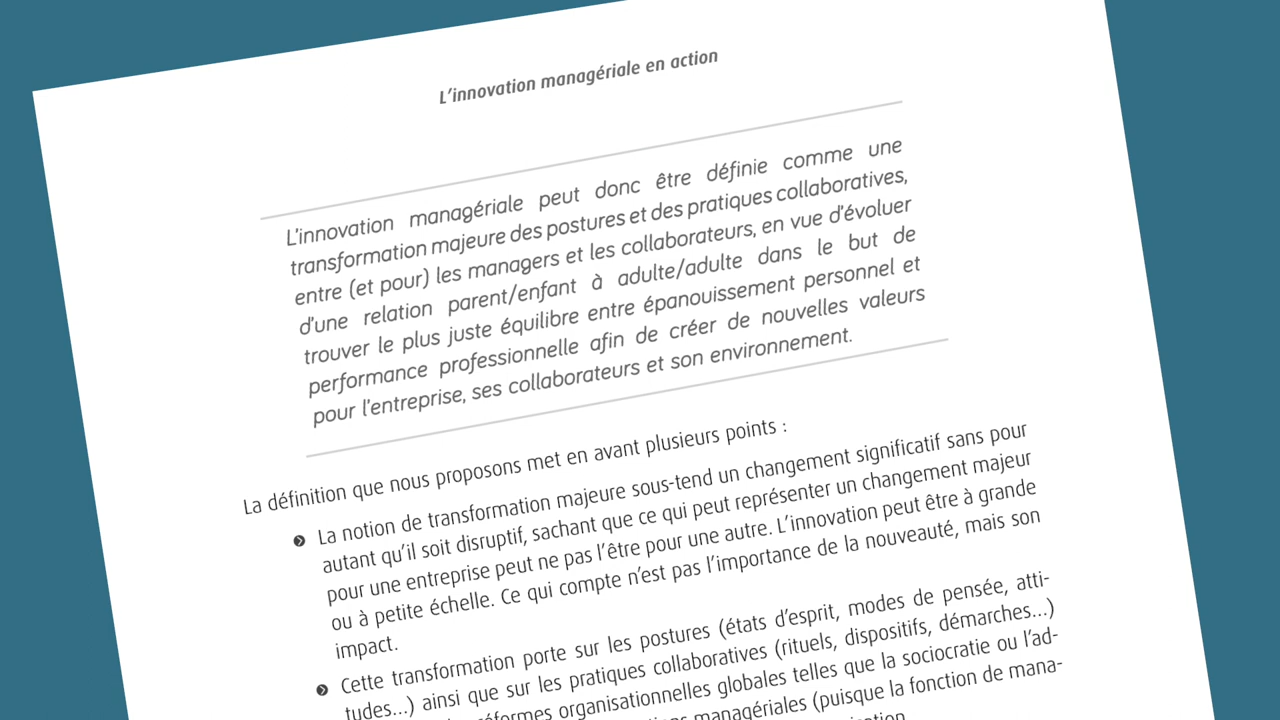 L'innovation managériale en action
L'innovation managériale peut donc être définie comme une
transformation majeure des postures et des pratiques collaboratives,
entre (et pour) les managers et les collaborateurs, en vue d'évoluer
d'une relation parent/enfant à adulte/adulte dans le but de
trouver le plus juste équilibre entre épanouissement personnel et
performance professionnelle afin de créer de nouvelles valeurs
pour l'entreprise, ses collaborateurs et son environnement.
La définition que nous proposons met en avant plusieurs points :
La notion de transformation majeure sous-tend un changement significatif sans pour
autant qu'il soit disruptif, sachant que ce qui peut représenter un changement majeur
pour une entreprise peut ne pas l'être pour une autre. L'innovation peut être à grande
ou à petite échelle. Ce qui compte n'est pas l'importance de la nouveauté, mais son
impact.
Cette transformation porte sur les postures (états d'esprit, modes de pensée, atti-
tudes...) ainsi que sur les pratiques collaboratives (rituels, dispositifs, démarches...)
organisationnelles globales telles que la sociocratie ou l'ad-
managériales (puisque la fonction de mana-